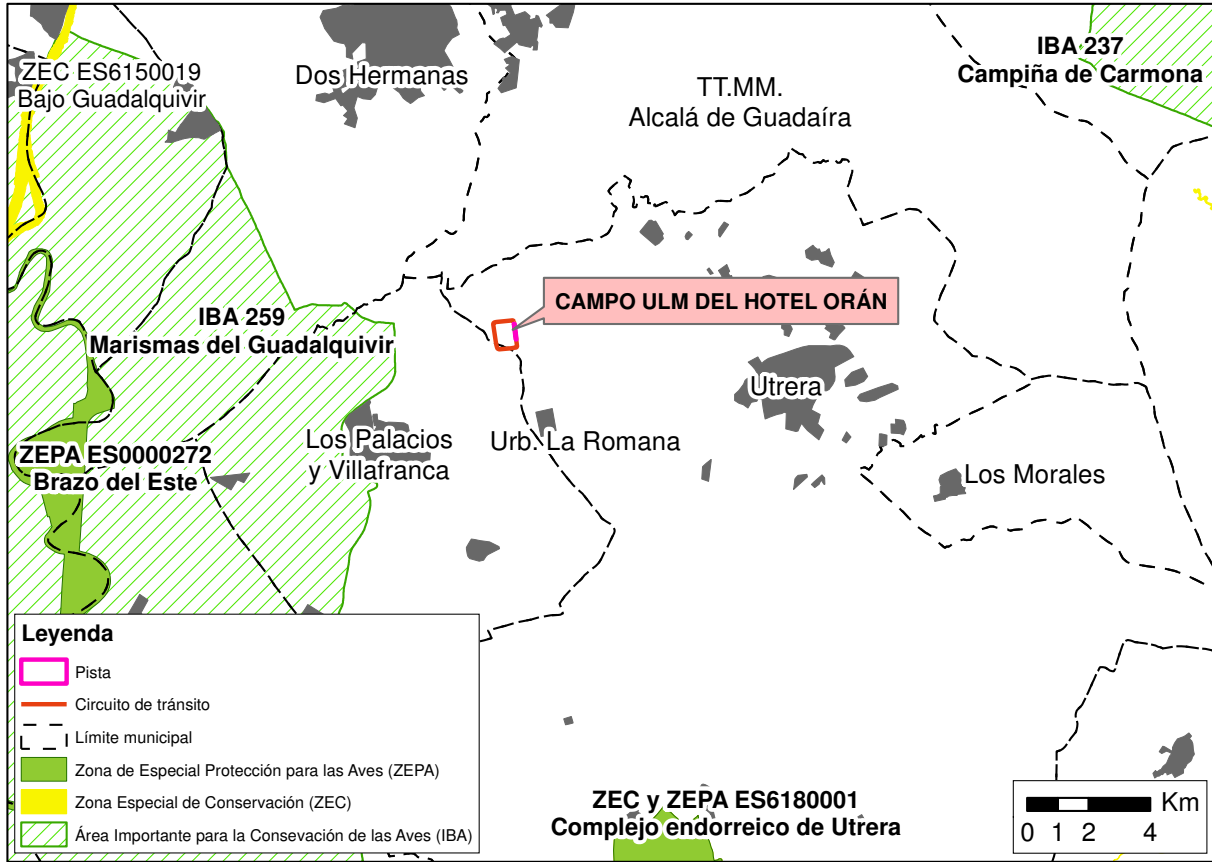 ZEC ES6150019
Bajo Guadalquivir
Dos Hermanas
TT.MM.
Alcalá de Guadaíra
IBA 237
Campiña de Carmona
CAMPO ULM DEL HOTEL ORÁN
IBA 259
Marismas del Guadalquivir
Utrera
Los Palacios
y Villafranca
Urb. La Romana
ZEPA ES0000272
Brazo del Este
Los Morales
Leyenda
Pista
Circuito de tránsito
Límite municipal
Zona de Especial Protección para las Aves (ZEPA)
Zona Especial de Conservación (ZEC)
Área Importante para la Consevación de las Aves (IBA)
ZEC y ZEPA ES6180001
Complejo endorreico de Utrera
Km
0 1 2 4